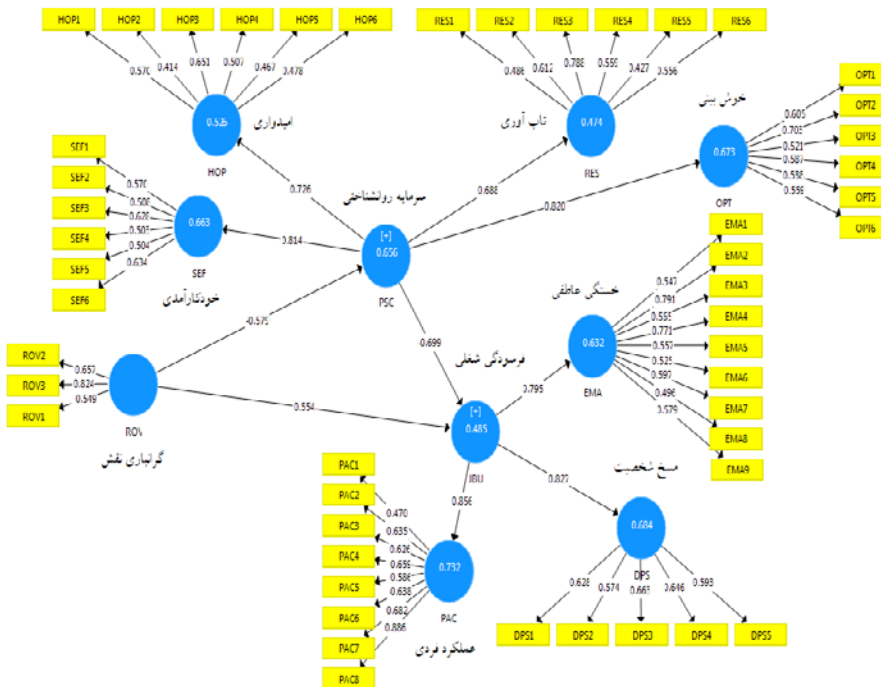 HOP1 HOP2 HOP3 HOP4 HOP5 HOP6
0.570 0.414 0.651 0.507 0.467 0.478
امیدواری
HOP
RES1 RES2 RES3 RES4 RES5 RES6
0.486 0.612 0.788 0.559 0.427 0.556
0.474
تاب آوری
RES
خوش بینی
OPT1
OPT2
OPT3
OPT4
OPT5
OPT6
0.605
0.703
0.521
0.587
0.559
0.673
OPT
SEF1
SEF2
SEF3
SEF4
SEF5
SEF6
0.570
0.628
0.503
0.504
0.634
0.663
SEF
خودکارآمدی
0.726
0.688
0.820
0.814
سرمایه روانشناختی
[+]
0.656
PSC
-0.575
-0.699
0.554
ROV2
ROV3
ROV1
0.657
0.824
0.549
ROV
گرانباری نقش
فرسودگی شغلی
[+]
0.485
JBU
0.795
0.827
0.856
خستگی عاطفی
0.632
EMA
EMA1
EMA2
EMA3
EMA4
EMA5
EMA6
EMA7
EMA8
EMA9
0.547
0.791
0.555
0.771
0.557
0.525
0.597
0.496
0.579
مسخ شخصیت
0.684
DPS
0.628 0.574 0.663 0.646 0.593
DPS1 DPS2 DPS3 DPS4 DPS5
PAC1
PAC2
PAC3
PAC4
PAC5
PAC6
PAC7
PAC8
0.470
0.635
0.626
0.659
0.586
0.638
0.682
0.886
0.732
PAC
عملکرد فردی